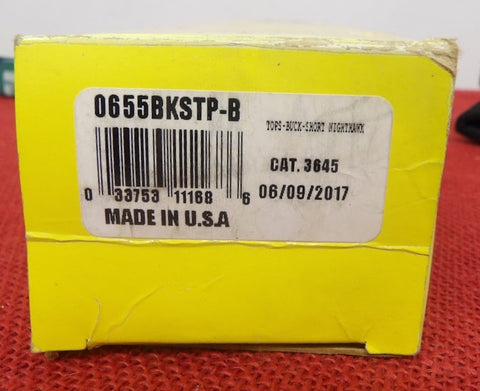 0655BKSTP-B
TOPS-BUCK-SHORT NIGHTHAWK
CAT. 3645
0 33753 11168 6
06/09/2017
MADE IN U.S.A